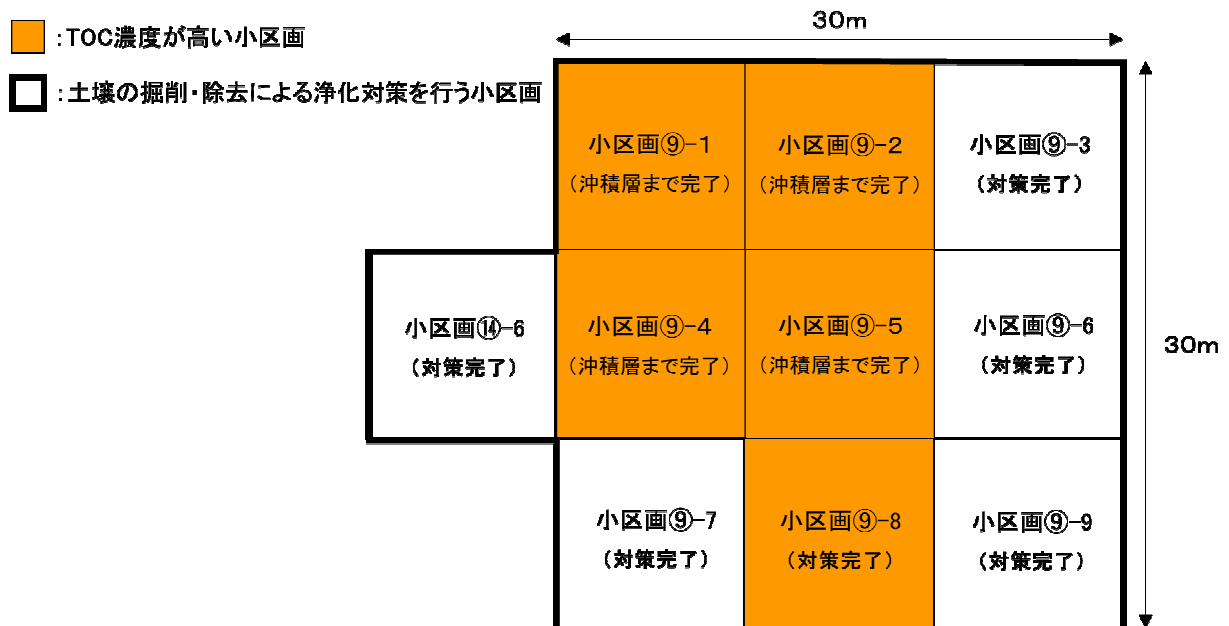 ：TOC濃度が高い小区画
：土壌の掘削・除去による浄化対策を行う小区画
30m
小区画⑨-1
（沖積層まで完了）
小区画⑨-2
（沖積層まで完了）
小区画⑨-3
（対策完了）
小区画⑭-6
（対策完了）
小区画⑨-4
（沖積層まで完了）
小区画⑨-5
（沖積層まで完了）
小区画⑨-6
（対策完了）
30m
小区画⑨-7
（対策完了）
小区画⑨-8
（対策完了）
小区画⑨-9
（対策完了）